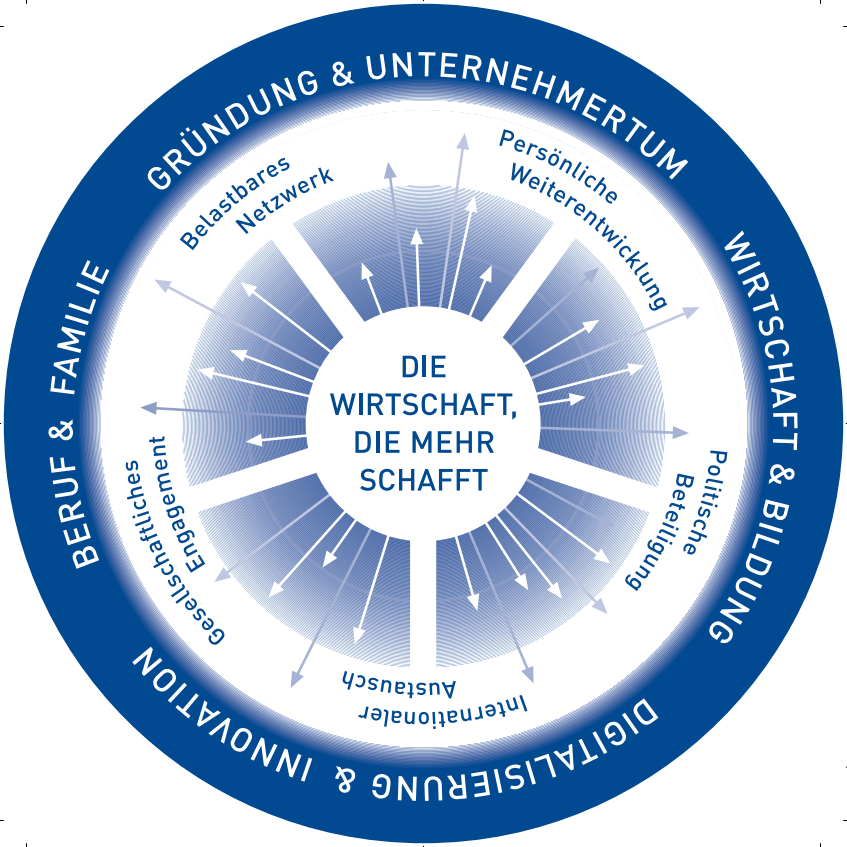 GRÜNDUNG & UNTERNEHMERTUM
WIRTSCHAFT & BILDUNG
DIGITALISIERUNG & INNOVATION
BERUF & FAMILIE
Belastbares
Netzwerk
Persönliche
Weiterentwicklung
Politische
Beteiligung
Internationaler
Austausch
Gesellschaftliches
Engagement
DIE
WIRTSCHAFT,
DIE MEHR
SCHAFFT